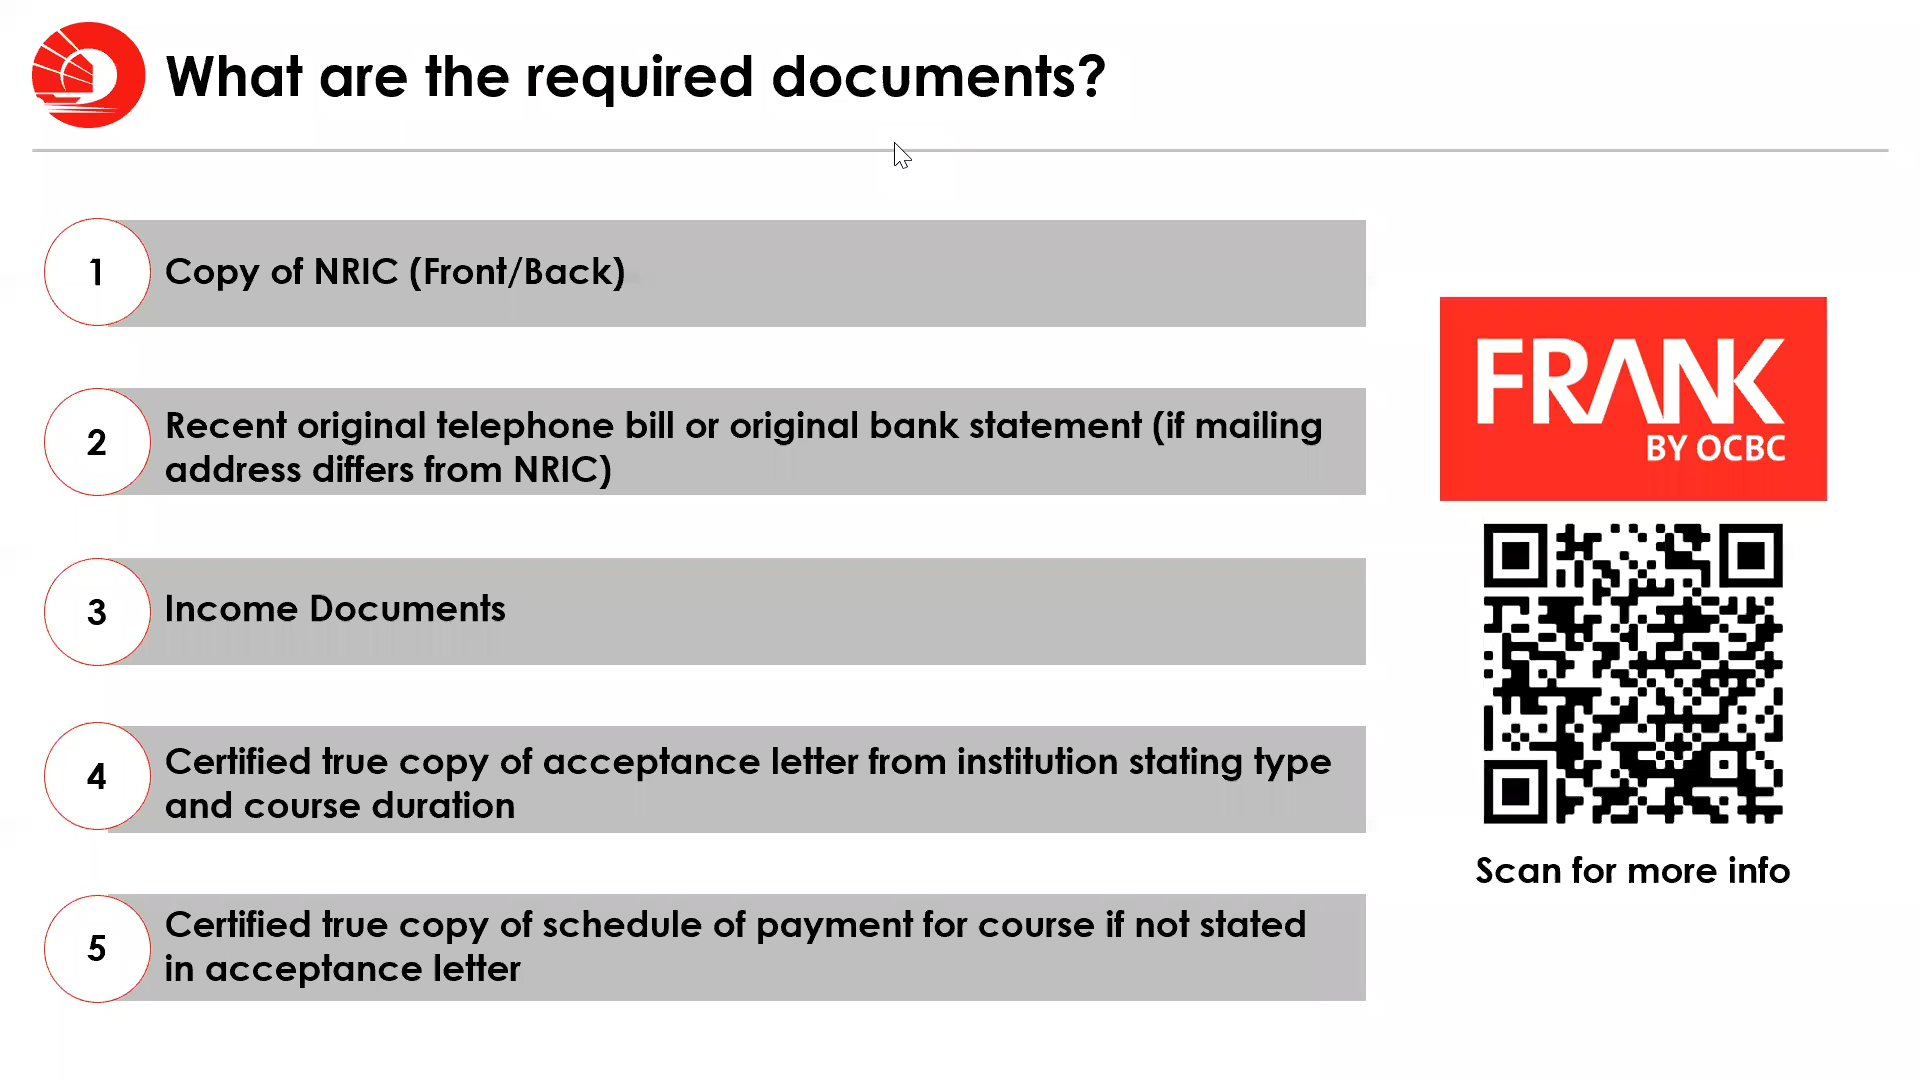 What are the required documents?
1
Copy of NRIC (Front/Back)
2
Recent original telephone bill or original bank statement (if mailing
address differs from NRIC)
3
Income Documents
4
Certified true copy of acceptance letter from institution stating type
and course duration
5
Certified true copy of schedule of payment for course if not stated
in acceptance letter
FRANK
BY OCBC
Scan for more info